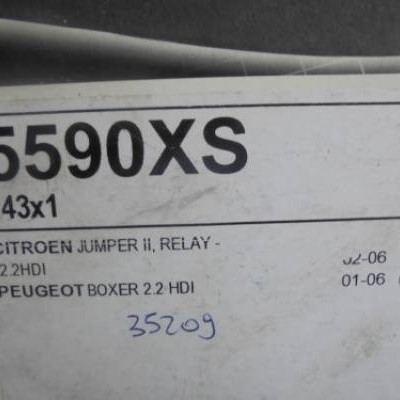 5590XS
43x1
CITROEN JUMPER II, RELAY - 02-06
2.2HDI
PEUGEOT BOXER 2.2 HDI 01-06
35209